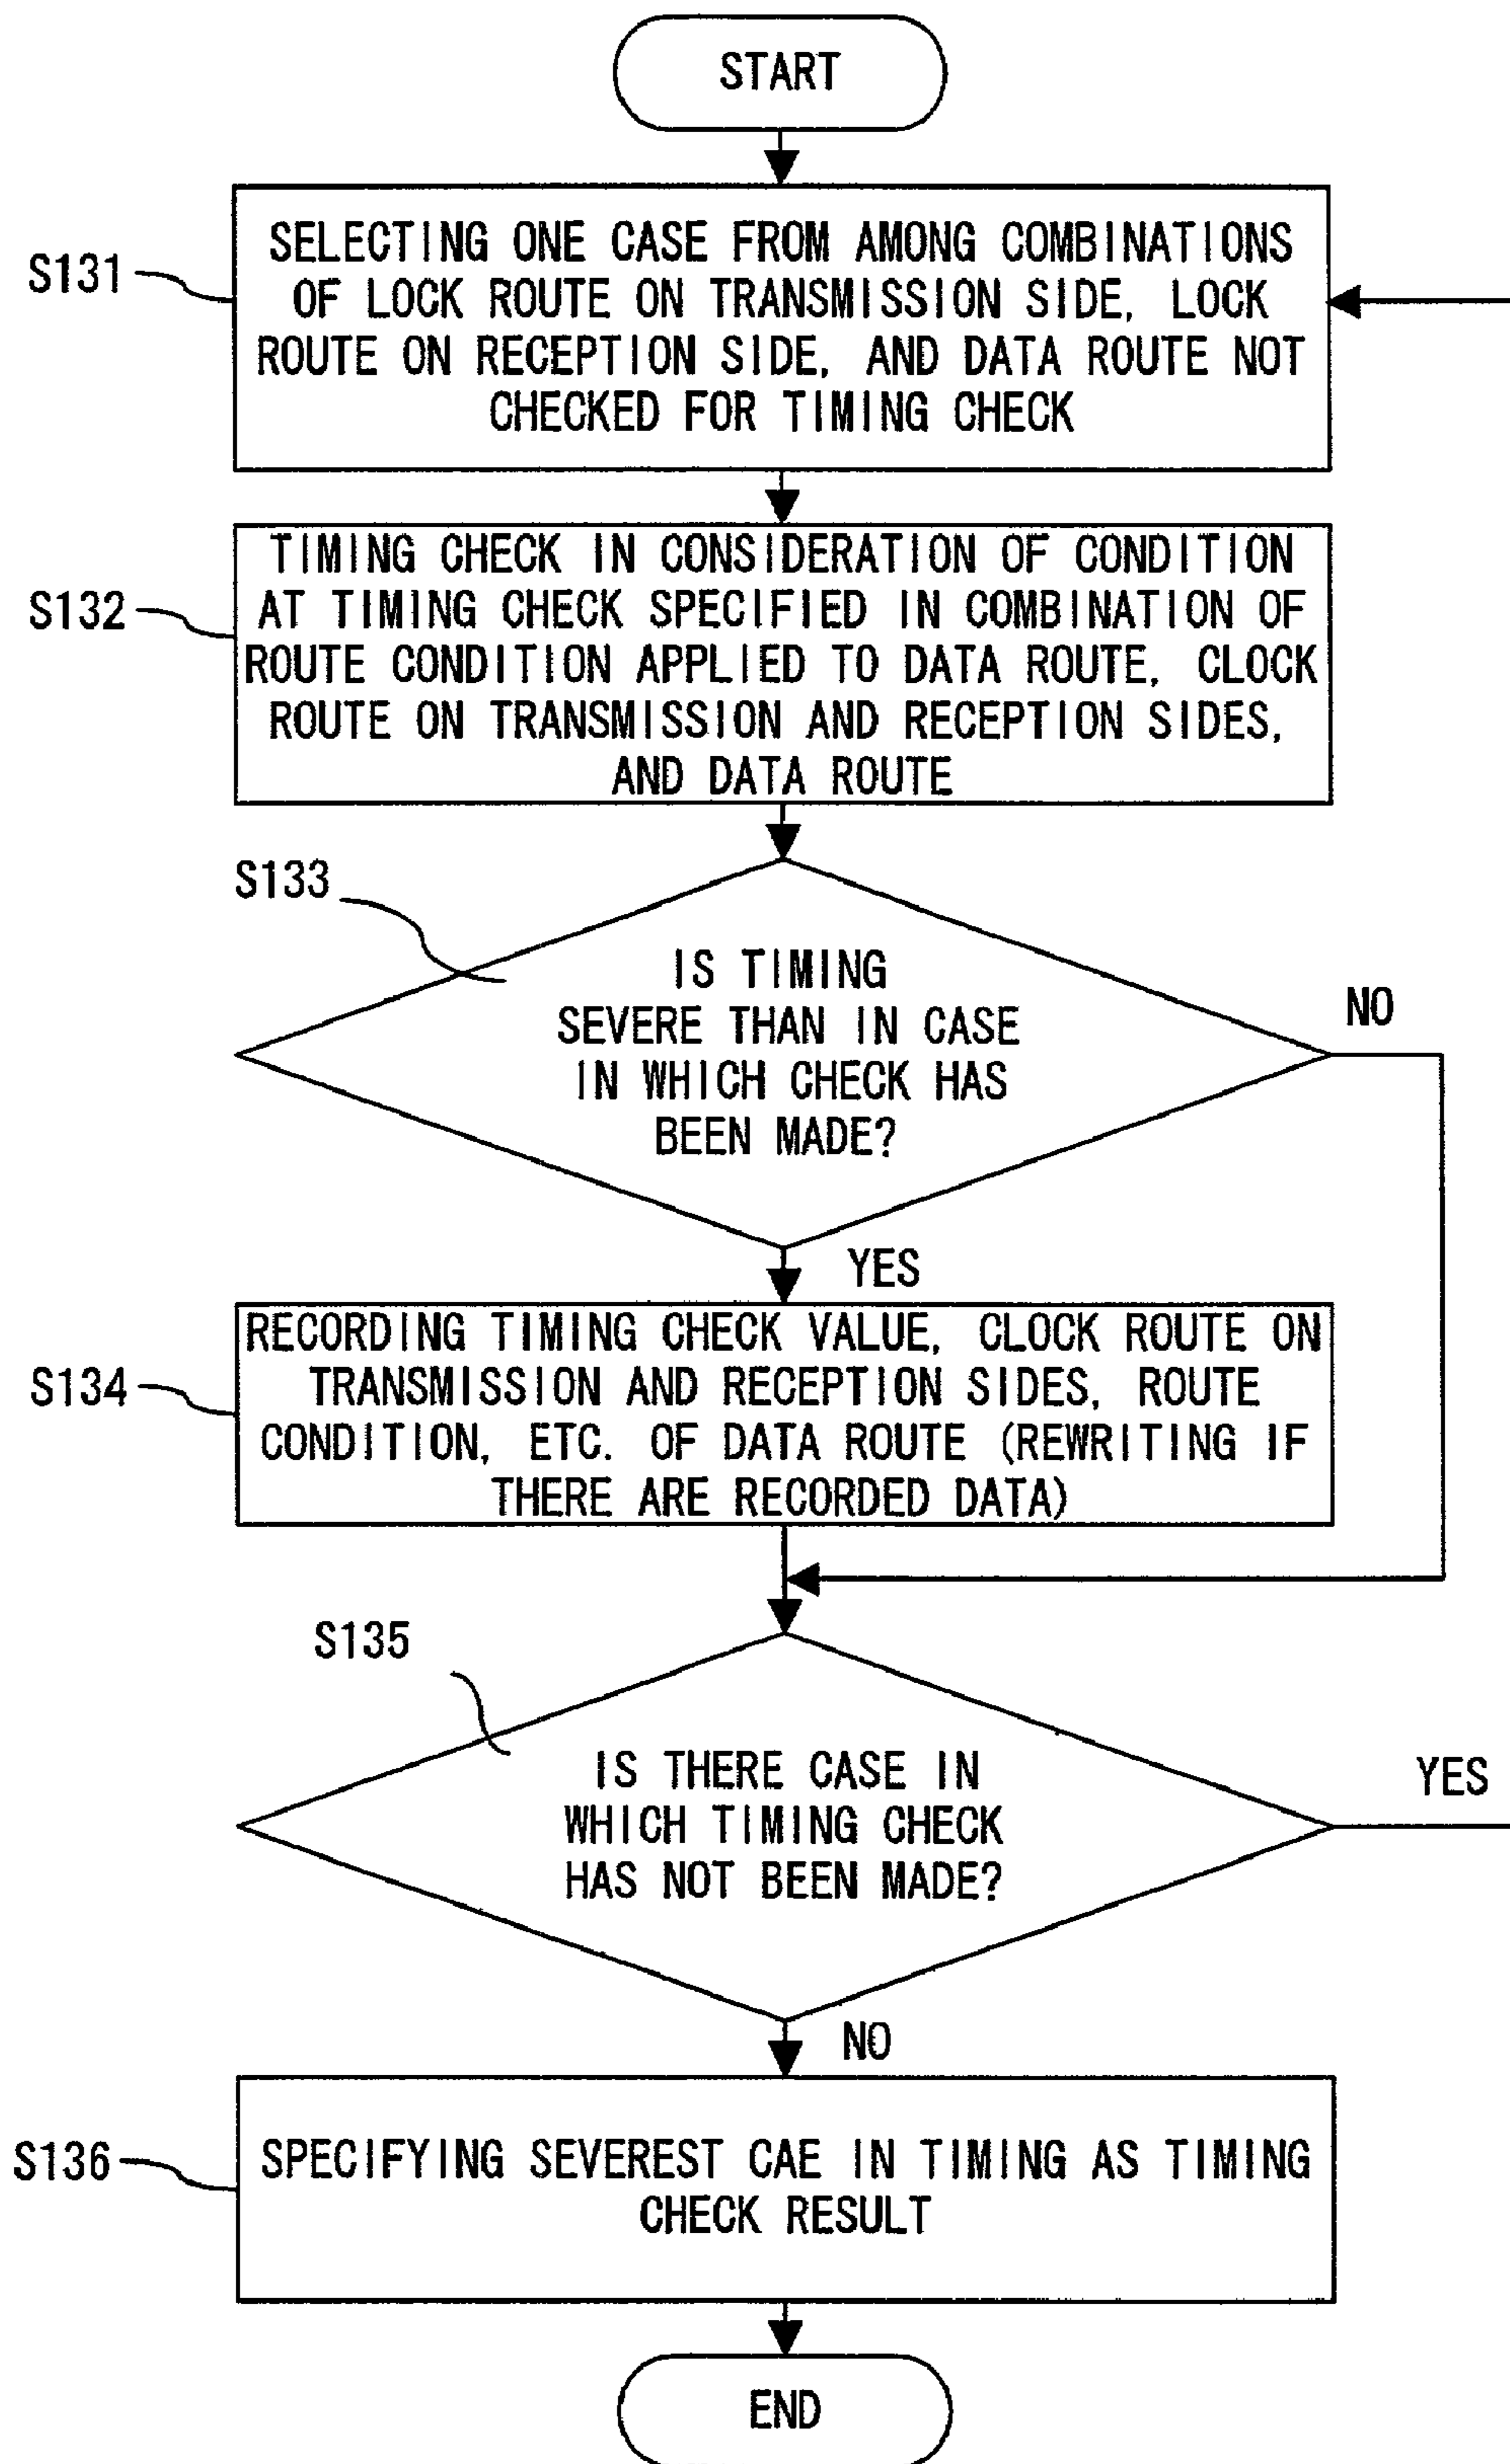 START
S131
SELECTING ONE CASE FROM AMONG COMBINATIONS
OF LOCK ROUTE ON TRANSMISSION SIDE, LOCK
ROUTE ON RECEPTION SIDE, AND DATA ROUTE NOT
CHECKED FOR TIMING CHECK
S132
TIMING CHECK IN CONSIDERATION OF CONDITION
AT TIMING CHECK SPECIFIED IN COMBINATION OF
ROUTE CONDITION APPLIED TO DATA ROUTE, CLOCK
ROUTE ON TRANSMISSION AND RECEPTION SIDES,
AND DATA ROUTE
S133
IS TIMING
SEVERE THAN IN CASE
IN WHICH CHECK HAS
BEEN MADE?
NO
YES
S134
RECORDING TIMING CHECK VALUE, CLOCK ROUTE ON
TRANSMISSION AND RECEPTION SIDES, ROUTE
CONDITION, ETC. OF DATA ROUTE (REWRITING IF
THERE ARE RECORDED DATA)
S135
IS THERE CASE IN
WHICH TIMING CHECK
HAS NOT BEEN MADE?
YES
NO
S136
SPECIFYING SEVEREST CAE IN TIMING AS TIMING
CHECK RESULT
END